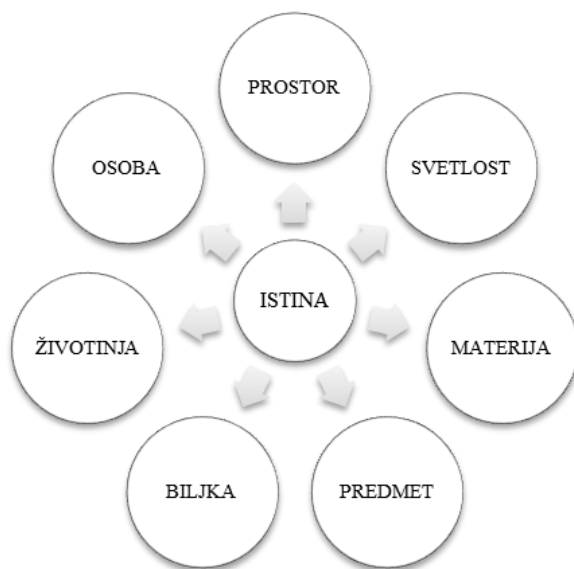 PROSTOR
OSOBA
SVETLOST
ISTINA
ŽIVOTINJA
MATERIJA
BILJKA
PREDMET